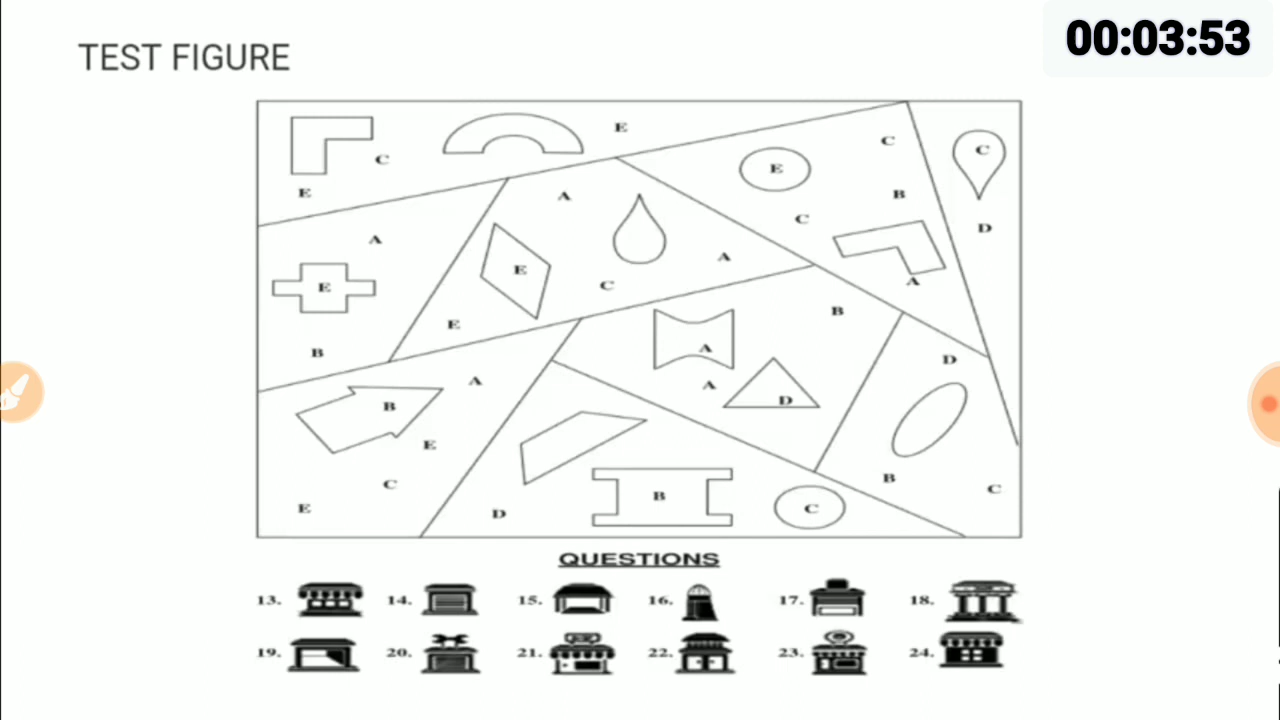 TEST FIGURE
00:03:53
E
C
C
C
E
E
B
A
C
D
A
A
E
C
E
B
A
E
B
D
A
A
B
A
D
E
C
B
B
C
E
D
C
QUESTIONS
13. 14. 15. 16. 17. 18.
19. 20. 21. 22. 23. 24.